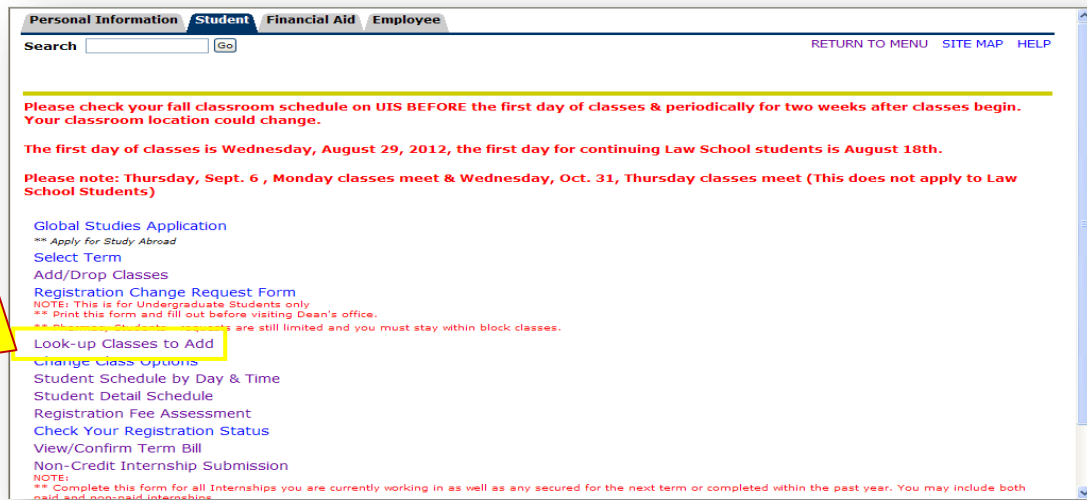 Personal Information Student Financial Aid Employee
Search Go RETURN TO MENU SITE MAP HELP
Please check your fall classroom schedule on UIS BEFORE the first day of classes & periodically for two weeks after classes begin.
Your classroom location could change.
The first day of classes is Wednesday, August 29, 2012, the first day for continuing Law School students is August 18th.
Please note: Thursday, Sept. 6 , Monday classes meet & Wednesday, Oct. 31, Thursday classes meet (This does not apply to Law
School Students)
Global Studies Application
** Apply for Study Abroad
Select Term
Add/Drop Classes
Registration Change Request Form
NOTE: This is for Undergraduate Students only
** Print this form and fill out before visiting Dean's office.
** Pharmacy Students - requests are still limited and you must stay within block classes.
Look-up Classes to Add
Change Class Options
Student Schedule by Day & Time
Student Detail Schedule
Registration Fee Assessment
Check Your Registration Status
View/Confirm Term Bill
Non-Credit Internship Submission
NOTE:
** Complete this form for all Internships you are currently working in as well as any secured for the next term or completed within the past year. You may include both
paid and non-paid internships